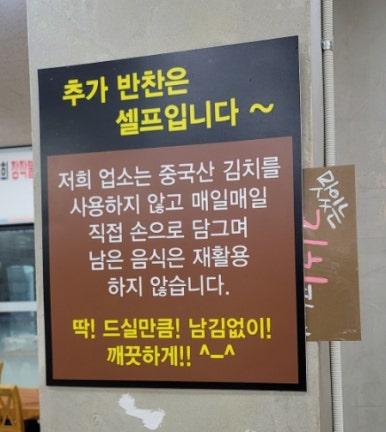 추가 반찬은
셀프입니다 ~
저희 업소는 중국산 김치를
사용하지 않고 매일매일
직접 손으로 담그며
남은 음식은 재활용
하지 않습니다.
딱! 드실만큼! 남김없이!
깨끗하게!! ^-^
맛있는